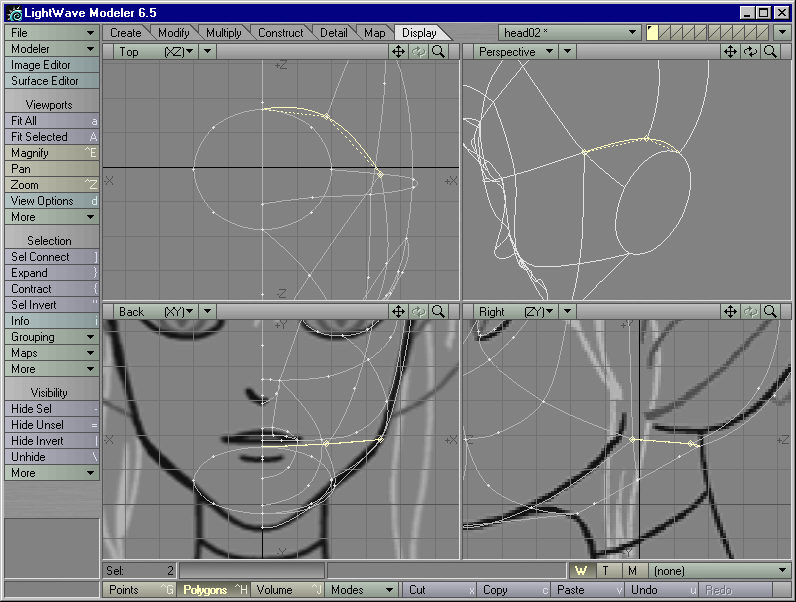 LightWave Modeler 6.5
File
Create Modify Multiply Construct Detail Map Display
head02 *
Modeler
Image Editor
Surface Editor
Top (XZ)
Perspective
Viewports
Fit All a
Fit Selected A
Magnify ^E
Pan
Zoom ^Z
View Options d
More
Selection
Sel Connect ]
Expand }
Contract {
Sel Invert "
Info i
Grouping
Maps
More
Visibility
Hide Sel -
Hide Unsel =
Hide Invert |
Unhide \
More
+Z
-X
+X
-Z
Back (XY)
Right (ZY)
+Y
-X
+X
-Y
+Y
-Z
+Z
-Y
Sel: 2
W T M (none)
Points ^G Polygons ^H Volume ^J Modes Cut x Copy c Paste v Undo u Redo